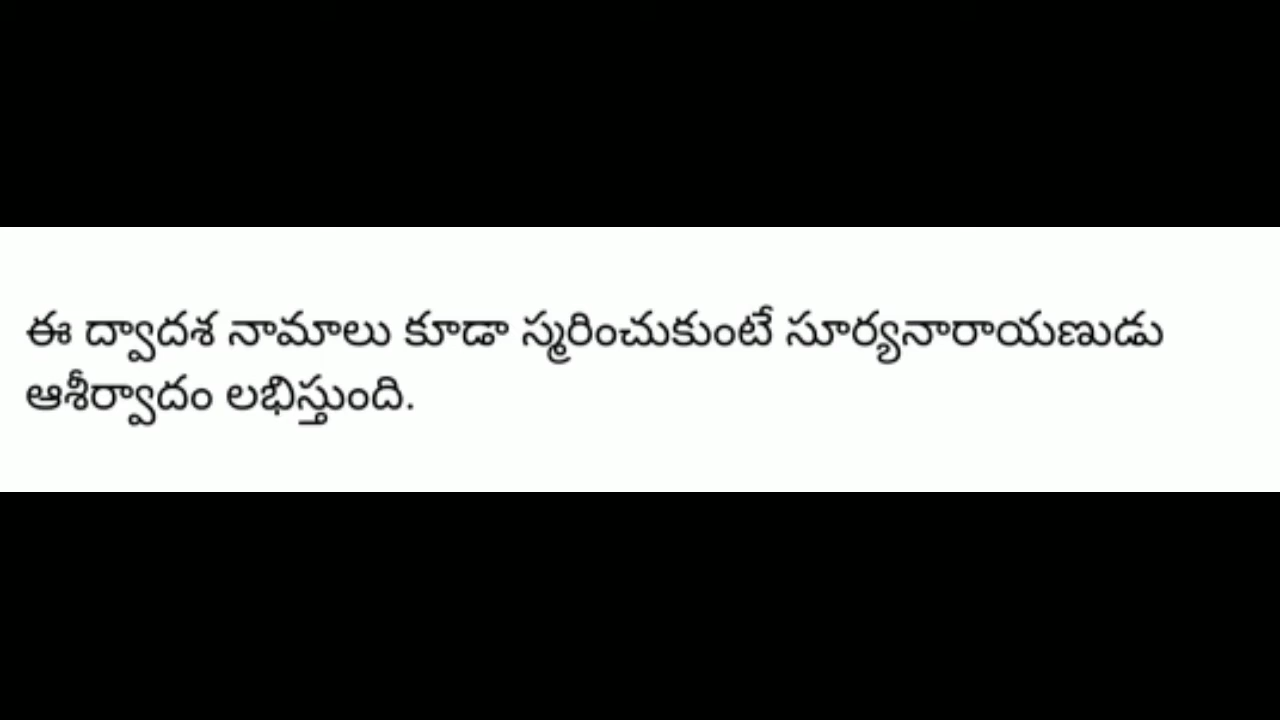 ఈ ద్వాదశ నామాలు కూడా స్మరించుకుంటే సూర్యనారాయణుడు
ఆశీర్వాదం లభిస్తుంది.